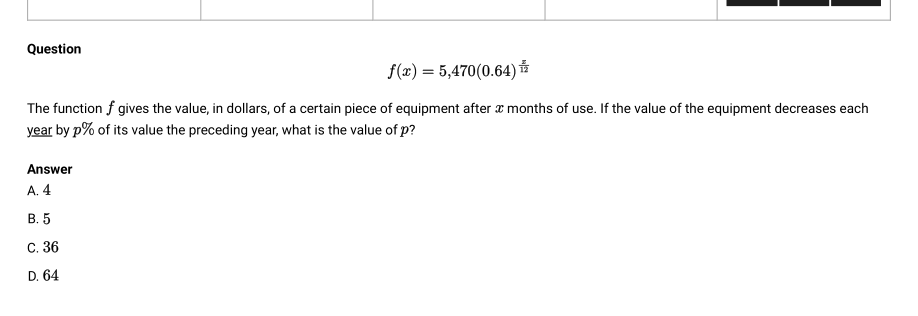 Question
f(x) = 5,470(0.64)^{\frac{x}{12}}
The function f gives the value, in dollars, of a certain piece of equipment after x months of use. If the value of the equipment decreases each
year by p% of its value the preceding year, what is the value of p?
Answer
A. 4
B. 5
C. 36
D. 64